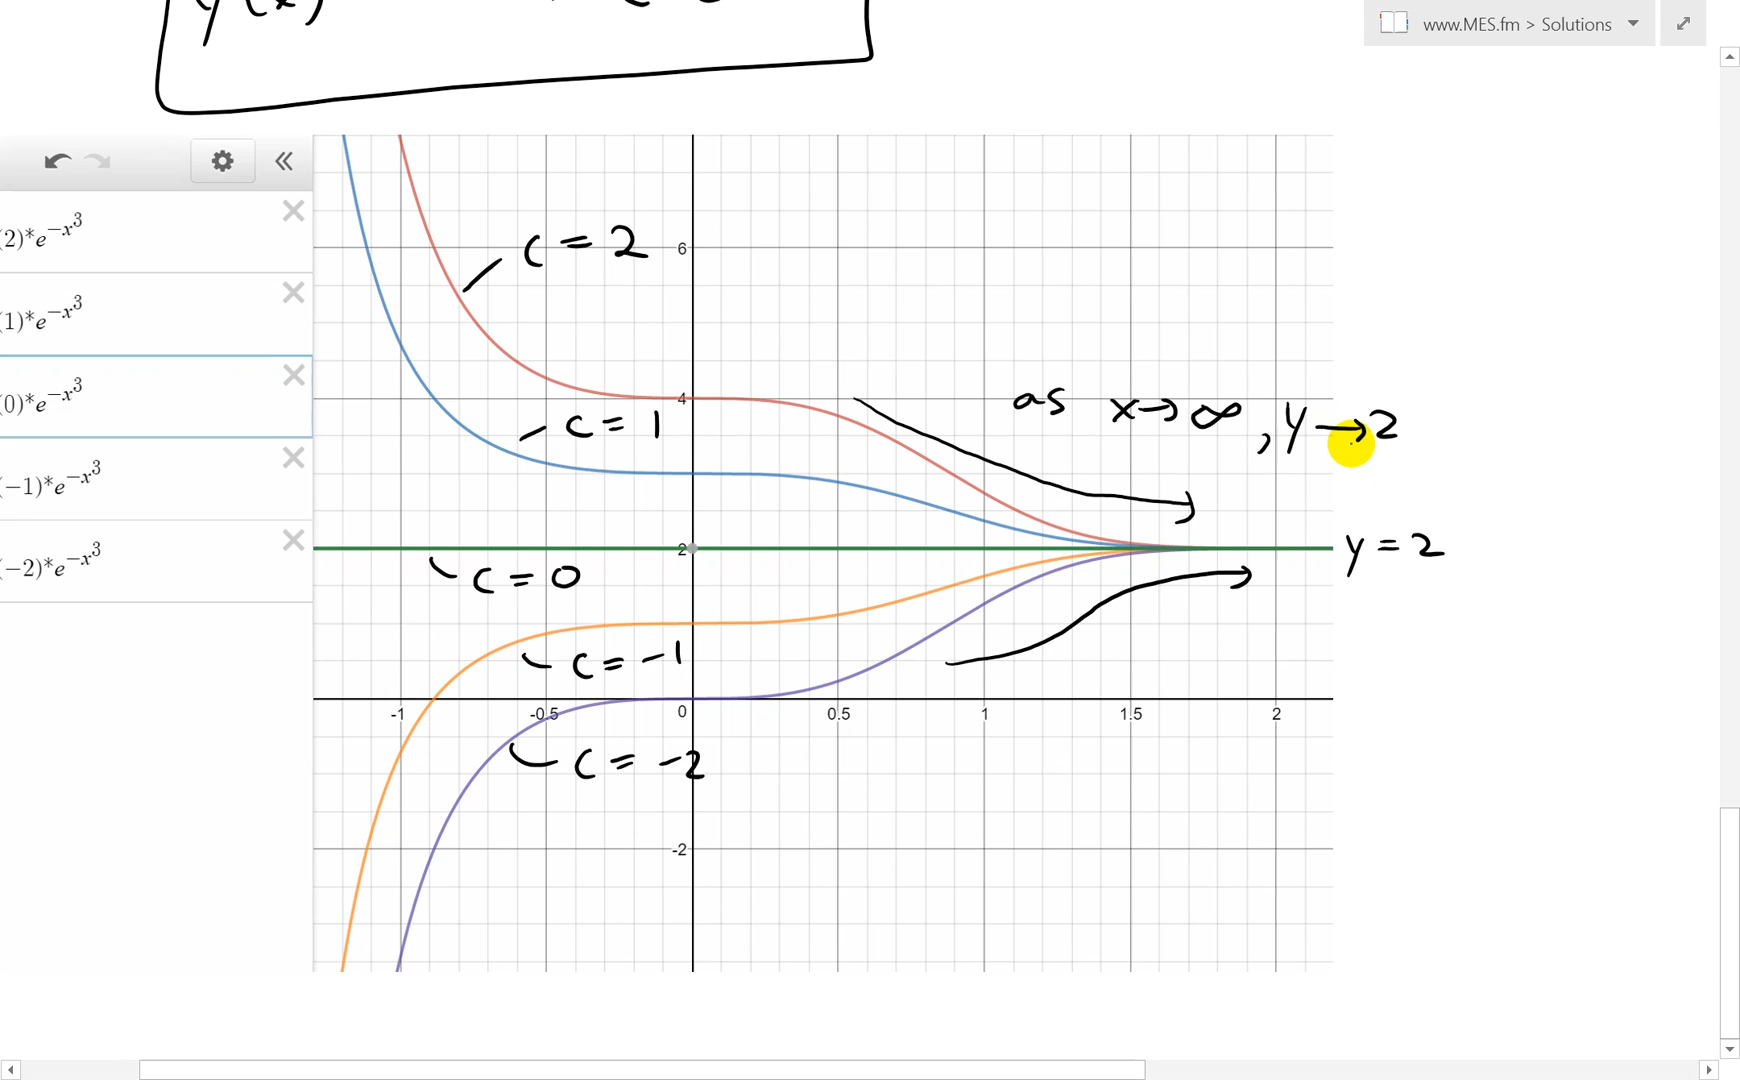 y(x)
www.MES.fm > Solutions
(2)*e^{-x^3}
(1)*e^{-x^3}
(0)*e^{-x^3}
(-1)*e^{-x^3}
(-2)*e^{-x^3}
c = 2
6
4
c = 1
as x→∞, y→2
2
y = 2
c = 0
c = -1
-1 -0.5 0 0.5 1 1.5 2
c = -2
-2